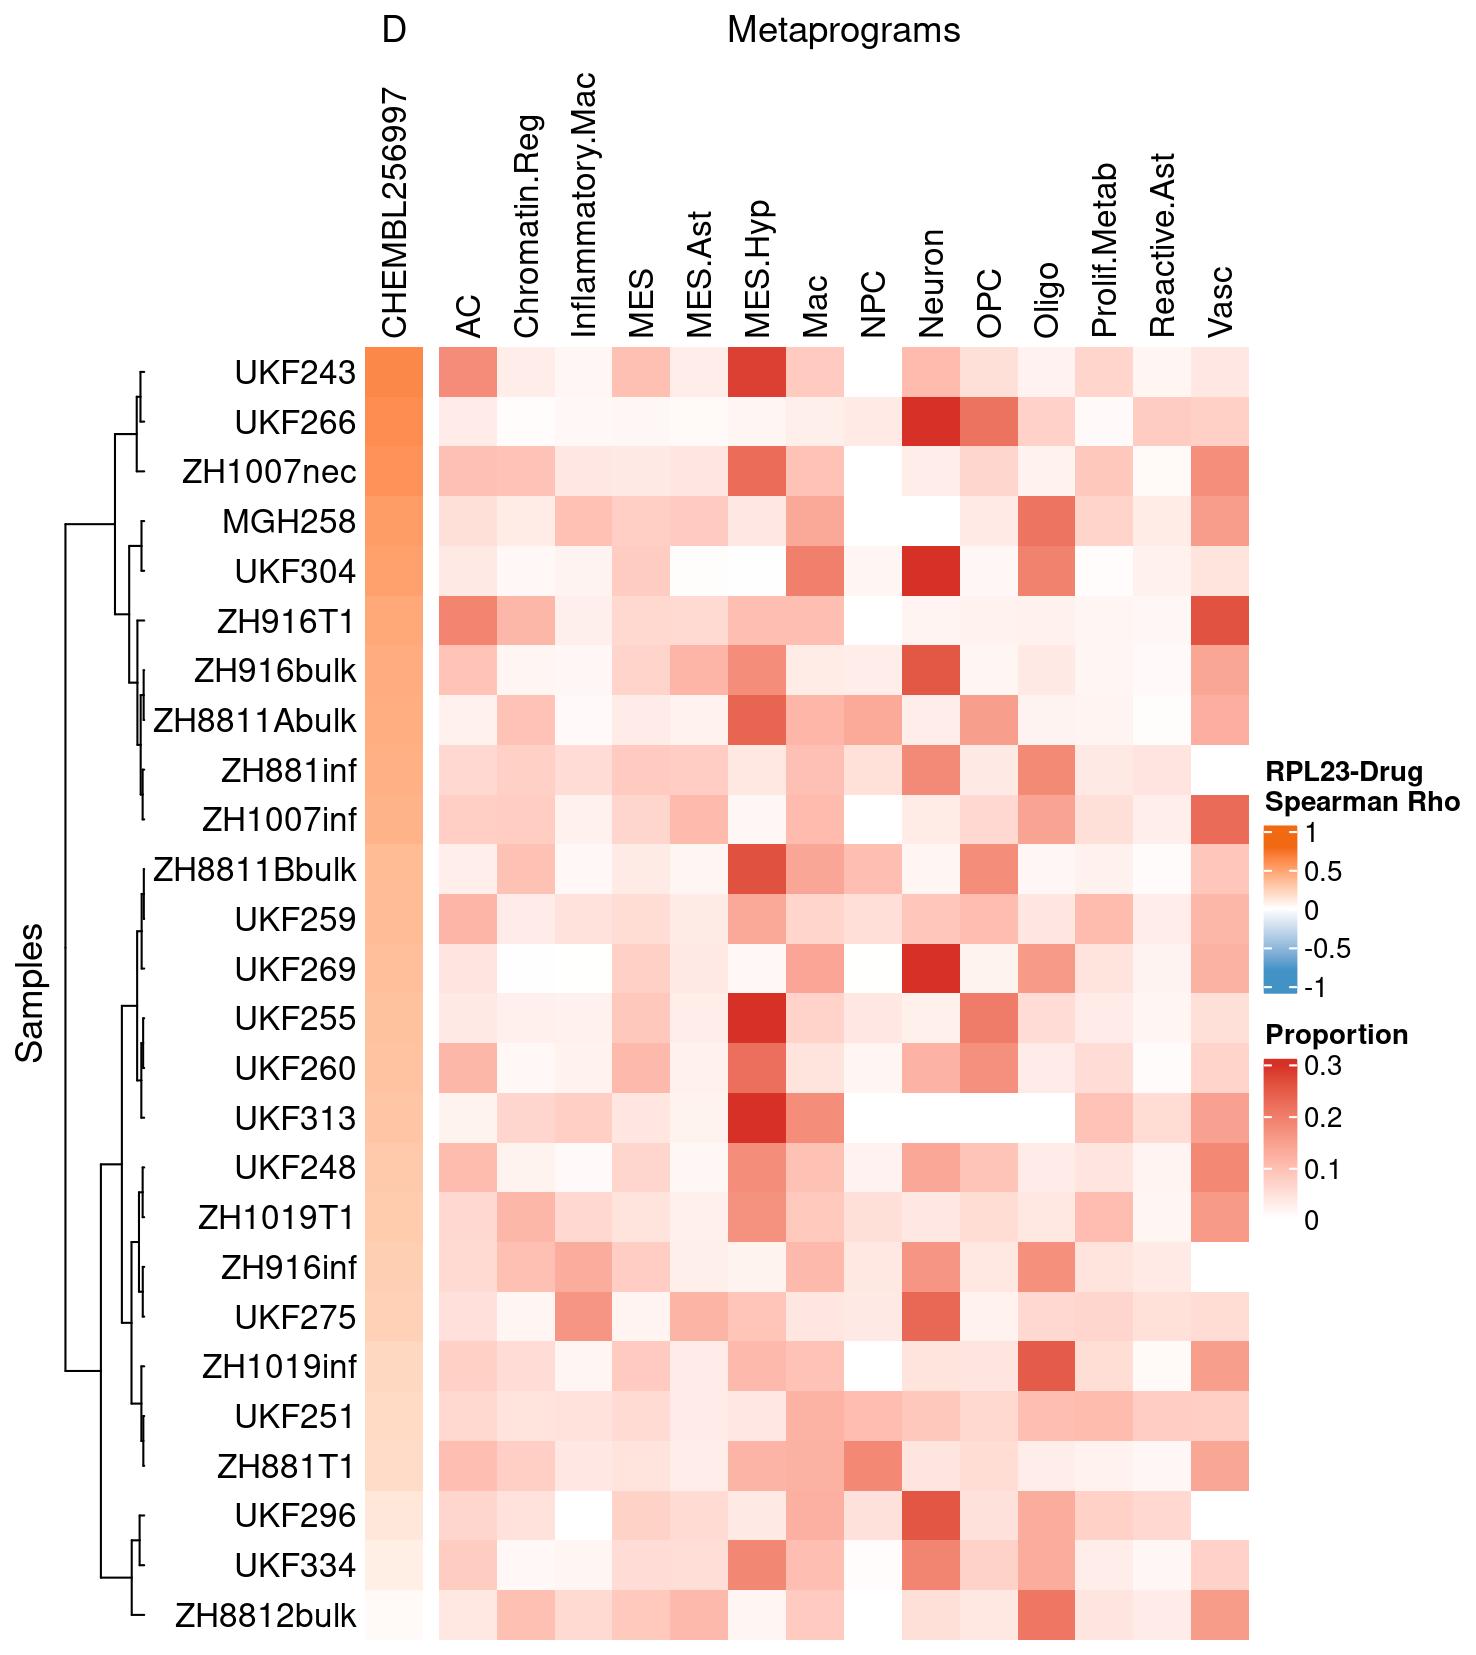 D Metaprograms
CHEMBL256997 AC Chromatin.Reg Inflammatory.Mac MES MES.Ast MES.Hyp Mac NPC Neuron OPC Oligo Prolif.Metab Reactive.Ast Vasc
Samples
UKF243
UKF266
ZH1007nec
MGH258
UKF304
ZH916T1
ZH916bulk
ZH8811Abulk
ZH881inf
ZH1007inf
ZH8811Bbulk
UKF259
UKF269
UKF255
UKF260
UKF313
UKF248
ZH1019T1
ZH916inf
UKF275
ZH1019inf
UKF251
ZH881T1
UKF296
UKF334
ZH8812bulk
RPL23-Drug
Spearman Rho
1
0.5
0
-0.5
-1
Proportion
0.3
0.2
0.1
0